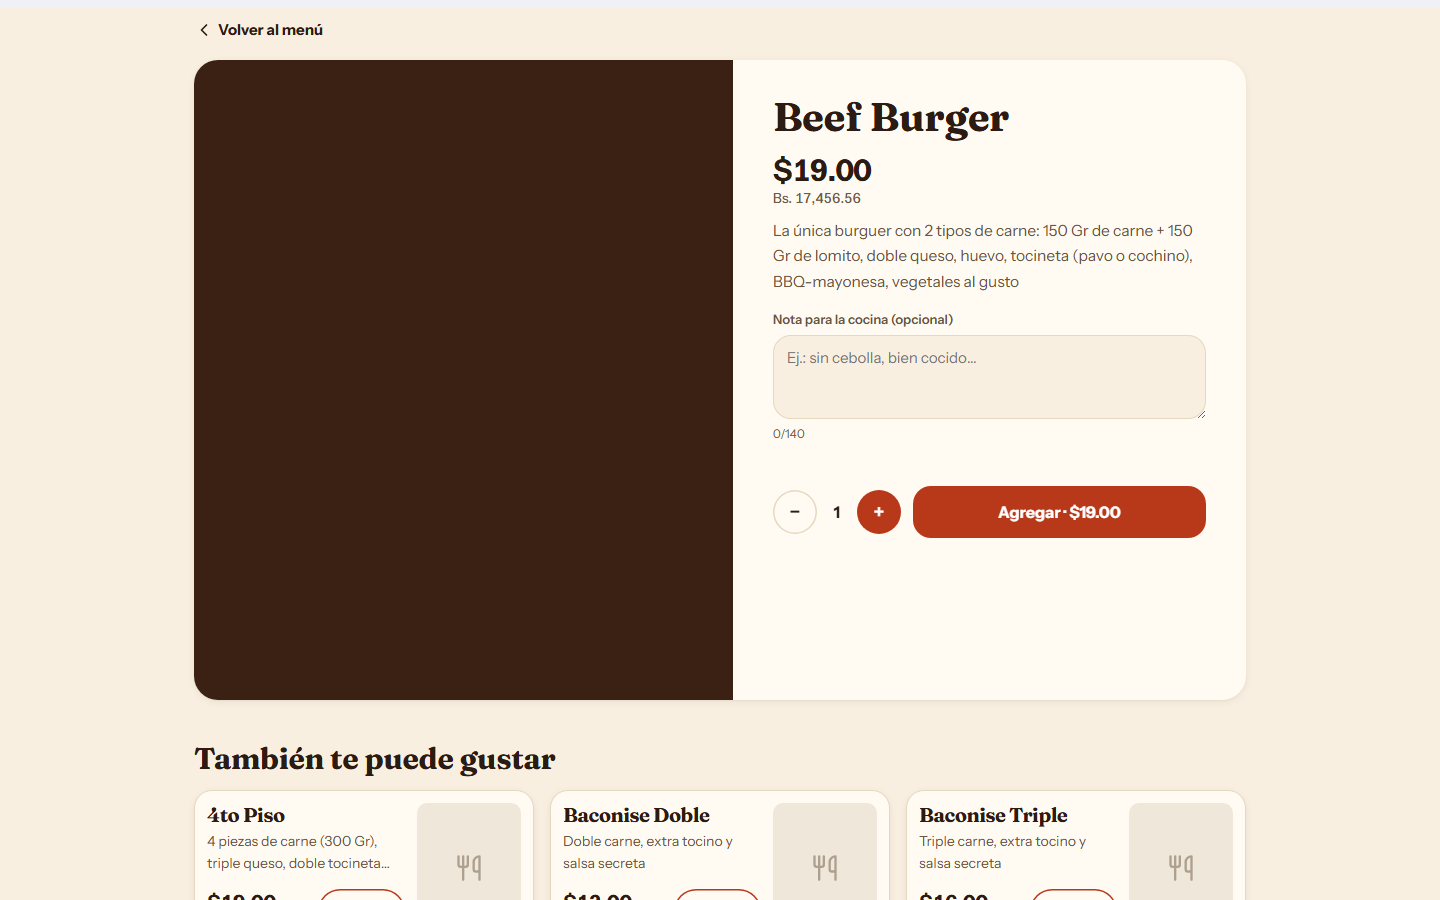 Volver al menú
Beef Burger
$19.00
Bs. 17,456.56
La única burguer con 2 tipos de carne: 150 Gr de carne + 150
Gr de lomito, doble queso, huevo, tocineta (pavo o cochino),
BBQ-mayonesa, vegetales al gusto
Nota para la cocina (opcional)
Ej.: sin cebolla, bien cocido...
0/140
− 1 + Agregar · $19.00
También te puede gustar
4to Piso
4 piezas de carne (300 Gr),
triple queso, doble tocineta...
Baconise Doble
Doble carne, extra tocino y
salsa secreta
Baconise Triple
Triple carne, extra tocino y
salsa secreta